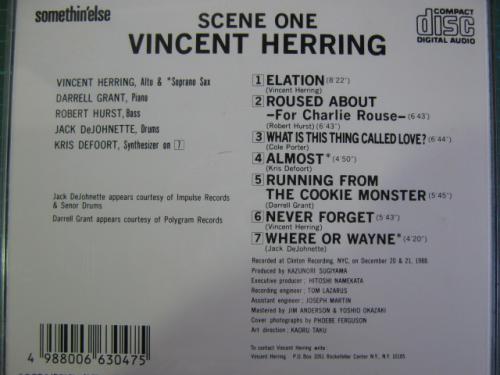 somethin'else
SCENE ONE
VINCENT HERRING
COMPACT
disc
DIGITAL AUDIO
VINCENT HERRING, Alto & *Soprano Sax
DARRELL GRANT, Piano
ROBERT HURST, Bass
JACK DeJOHNETTE, Drums
KRIS DEFOORT, Synthesizer on 7
Jack DeJohnette appears courtesy of Impulse Records
& Senor Drums
Darrell Grant appears courtesy of Polygram Records
1 ELATION (8'22")
(Vincent Herring)
2 ROUSED ABOUT
-For Charlie Rouse- (6'43)
(Robert Hurst) (6'43")
3 WHAT IS THIS THING CALLED LOVE? (6'44")
(Cole Porter)
4 ALMOST* (4'50")
(Kris Defoort)
5 RUNNING FROM
THE COOKIE MONSTER (5'45")
(Darrell Grant)
6 NEVER FORGET (5'43")
(Vincent Herring)
7 WHERE OR WAYNE* (4'20")
(Jack DeJohnette)
Recorded at Clinton Recording, NYC, on December 20 & 21, 1988.
Produced by KAZUNORI SUGIYAMA
Executive producer : HITOSHI NAMEKATA
Recording engineer : TOM LAZARUS
Assistant engineer : JOSEPH MARTIN
Mastered by JIM ANDERSON & YOSHIO OKAZAKI
Cover photographs by PHOEBE FERGUSON
Art direction : KAORU TAKU
To contact Vincent Herring write :
Vincent Herring P.O. Box 3351 Rockefeller Center N.Y., N.Y. 10185
4 988006 630475